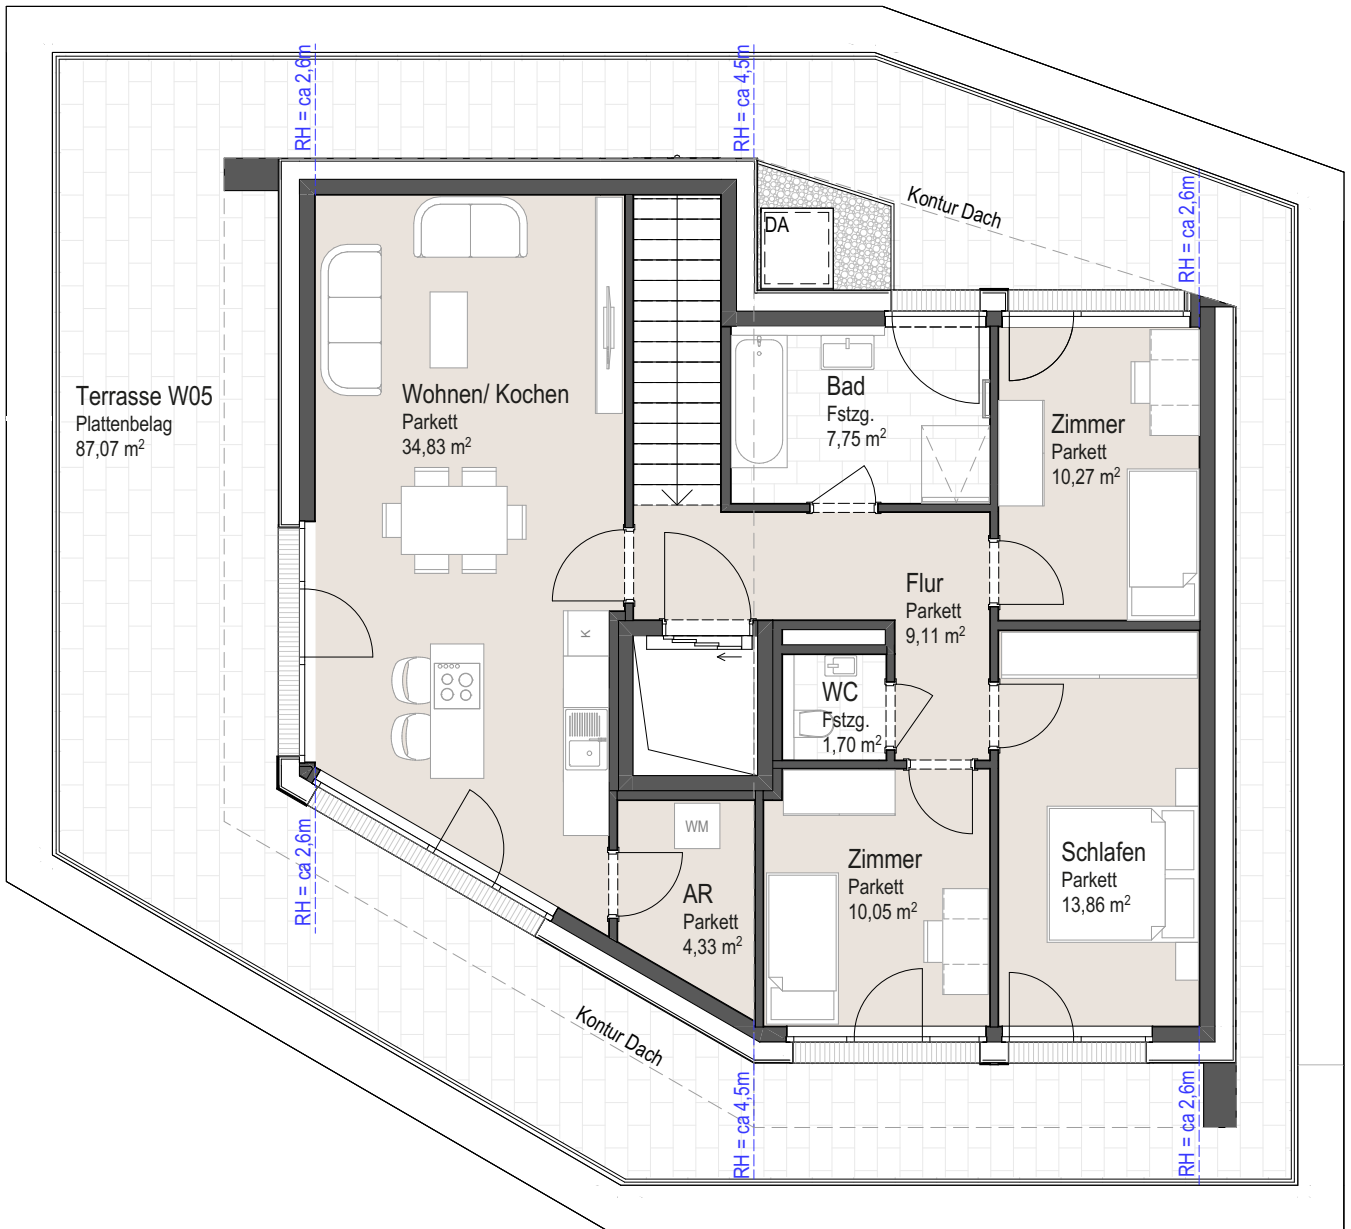 RH = ca 2,6m
RH = ca 4,5m
RH = ca 2,6m
Kontur Dach
DA
Terrasse W05
Plattenbelag
87,07 m²
Wohnen/ Kochen
Parkett
34,83 m²
Bad
Fstzg.
7,75 m²
Zimmer
Parkett
10,27 m²
Flur
Parkett
9,11 m²
K
WC
Fstzg.
1,70 m²
WM
AR
Parkett
4,33 m²
Zimmer
Parkett
10,05 m²
Schlafen
Parkett
13,86 m²
RH = ca 2,6m
Kontur Dach
RH = ca 4,5m
RH = ca 2,6m